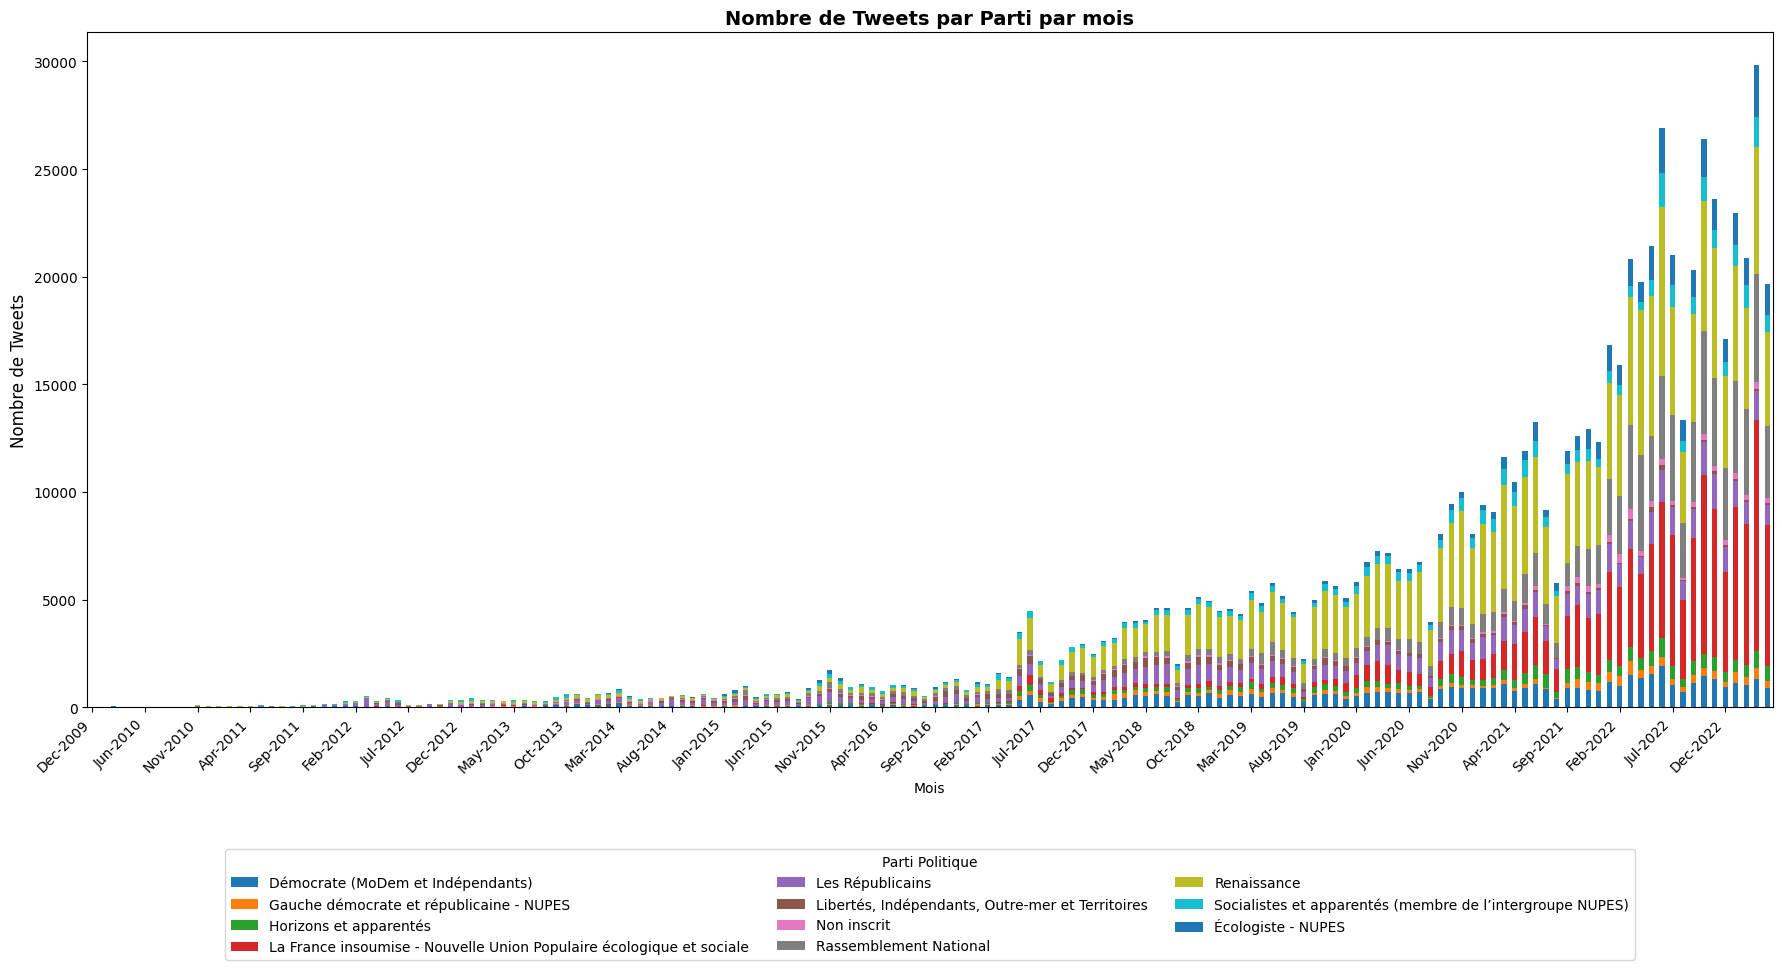 Nombre de Tweets par Parti par mois
Nombre de Tweets
30000
25000
20000
15000
10000
5000
0
Dec-2009
Jun-2010
Nov-2010
Apr-2011
Sep-2011
Feb-2012
Jul-2012
Dec-2012
May-2013
Oct-2013
Mar-2014
Aug-2014
Jan-2015
Jun-2015
Nov-2015
Apr-2016
Sep-2016
Feb-2017
Jul-2017
Dec-2017
May-2018
Oct-2018
Mar-2019
Aug-2019
Jan-2020
Jun-2020
Nov-2020
Apr-2021
Sep-2021
Feb-2022
Jul-2022
Dec-2022
Mois
Parti Politique
Démocrate (MoDem et Indépendants)
Gauche démocrate et républicaine - NUPES
Horizons et apparentés
La France insoumise - Nouvelle Union Populaire écologique et sociale
Les Républicains
Libertés, Indépendants, Outre-mer et Territoires
Non inscrit
Rassemblement National
Renaissance
Socialistes et apparentés (membre de l’intergroupe NUPES)
Écologiste - NUPES